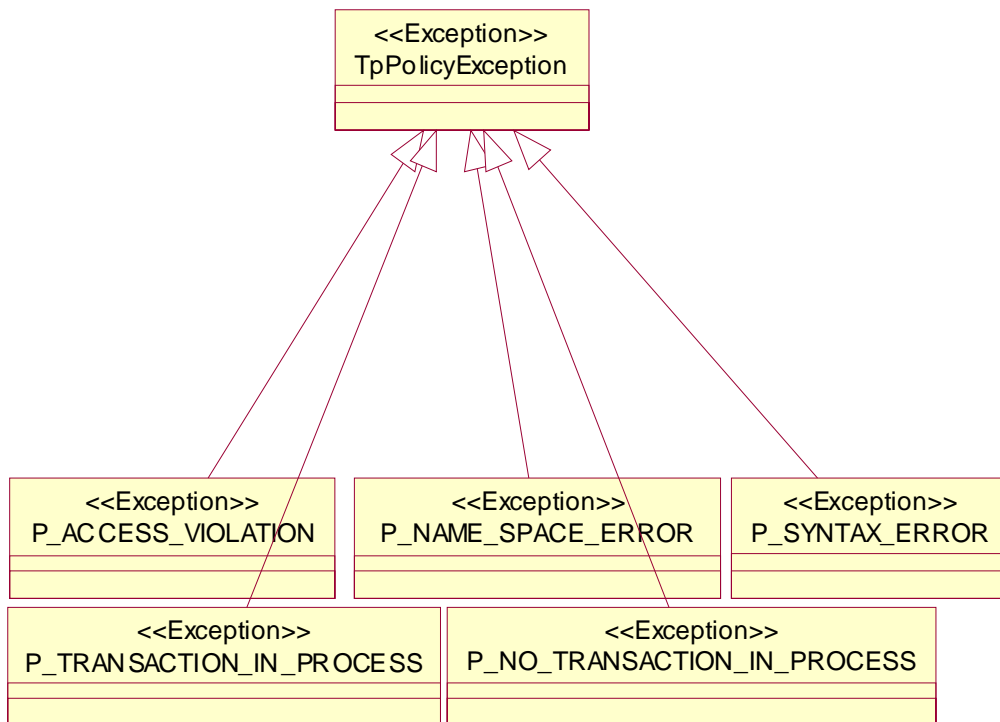 <<Exception>>
TpPolicyException
<<Exception>>
P_ACCESS_VIOLATION
<<Exception>>
P_NAME_SPACE_ERROR
<<Exception>>
P_SYNTAX_ERROR
<<Exception>>
P_TRANSACTION_IN_PROCESS
<<Exception>>
P_NO_TRANSACTION_IN_PROCESS